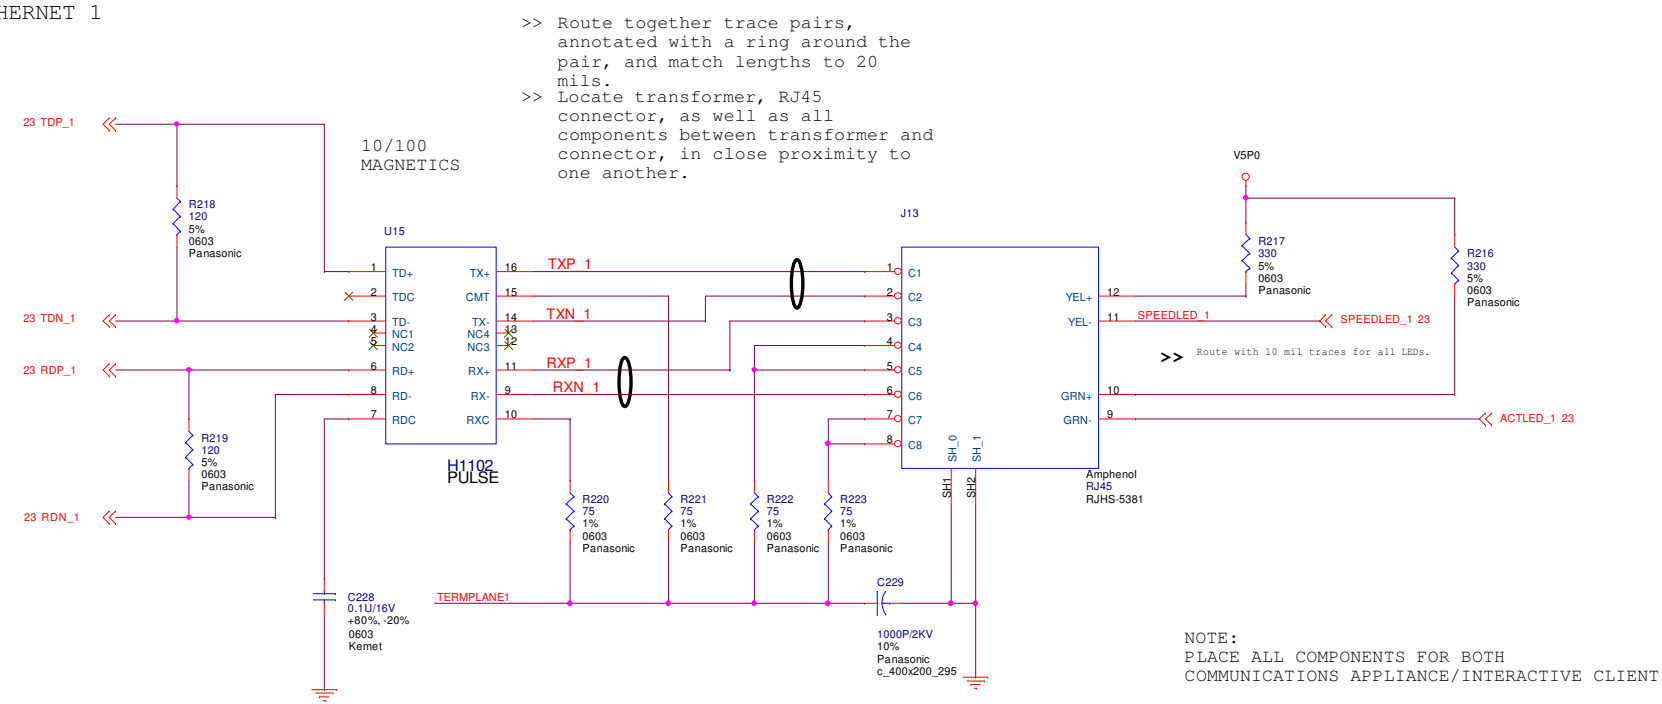 HERNET 1
>> Route together trace pairs,
annotated with a ring around the
pair, and match lengths to 20
mils.
>> Locate transformer, RJ45
connector, as well as all
components between transformer and
connector, in close proximity to
one another.
23 TDP_1
10/100
MAGNETICS
R218
120
5%
0603
Panasonic
23 TDN_1
23 RDP_1
R219
120
5%
0603
Panasonic
23 RDN_1
U15
1 TD+ TX+ 16
2 TDC CMT 15
3 TD- TX- 14
4 NC1 NC4 13
5 NC2 NC3 12
6 RD+ RX+ 11
8 RD- RX- 9
7 RDC RXC 10
H1102
PULSE
TXP_1
TXN_1
RXP_1
RXN_1
J13
1 C1
2 C2
3 C3
4 C4
5 C5
6 C6
7 C7
8 C8
YEL+ 12
YEL- 11
GRN+ 10
GRN- 9
SH_0
SH_1
SH1
SH2
Amphenol
RJ45
RJHS-5381
V5P0
R217
330
5%
0603
Panasonic
R216
330
5%
0603
Panasonic
SPEEDLED_1
SPEEDLED_1 23
>> Route with 10 mil traces for all LEDs.
ACTLED_1 23
R220
75
1%
0603
Panasonic
R221
75
1%
0603
Panasonic
R222
75
1%
0603
Panasonic
R223
75
1%
0603
Panasonic
C228
0.1U/16V
+80%, -20%
0603
Kemet
TERMPLANE1
C229
1000P/2KV
10%
Panasonic
c_400x200_295
NOTE:
PLACE ALL COMPONENTS FOR BOTH
COMMUNICATIONS APPLIANCE/INTERACTIVE CLIENT